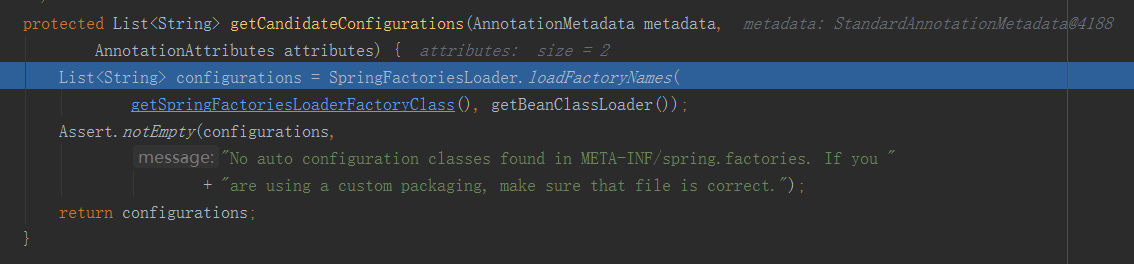 protected List<String> getCandidateConfigurations(AnnotationMetadata metadata, metadata: StandardAnnotationMetadata@4188
AnnotationAttributes attributes) { attributes: size = 2
List<String> configurations = SpringFactoriesLoader.loadFactoryNames(
getSpringFactoriesLoaderFactoryClass(), getBeanClassLoader());
Assert.notEmpty(configurations,
message: "No auto configuration classes found in META-INF/spring.factories. If you "
+ "are using a custom packaging, make sure that file is correct.");
return configurations;
}